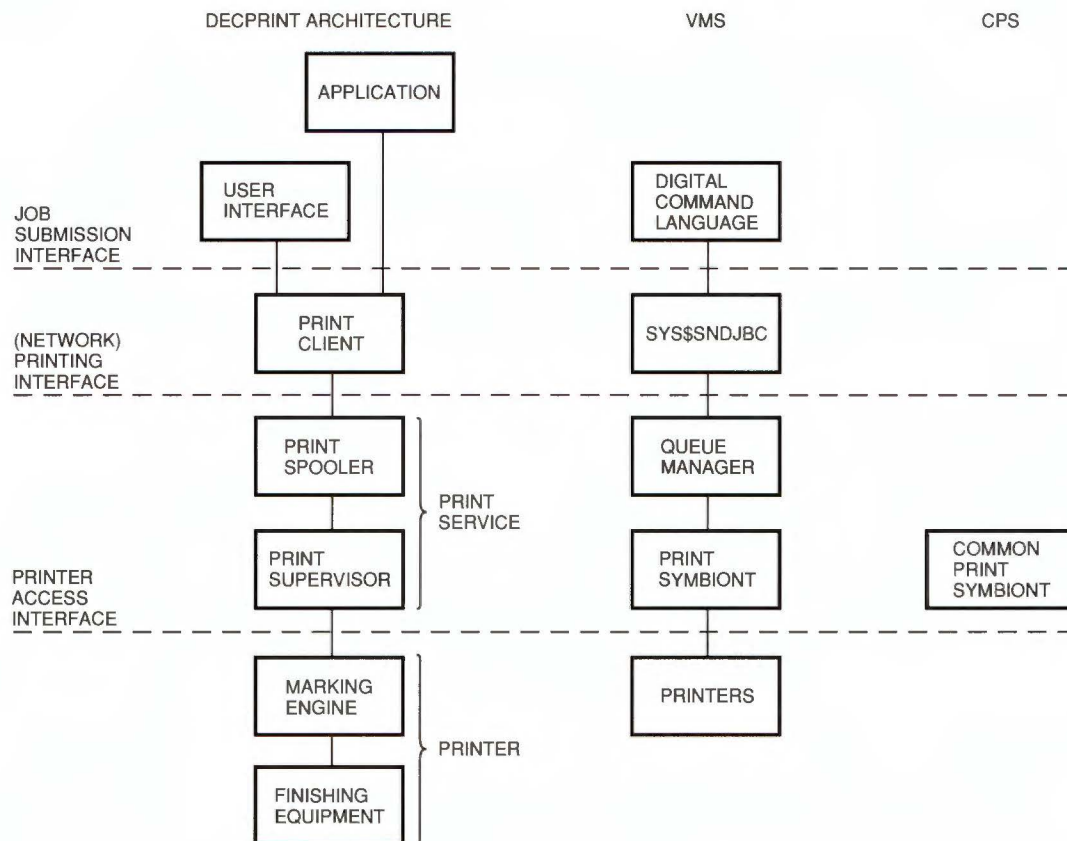 DECPRINT ARCHITECTURE
VMS
CPS
APPLICATION
USER
INTERFACE
DIGITAL
COMMAND
LANGUAGE
JOB
SUBMISSION
INTERFACE
PRINT
CLIENT
SYS$SNDJBC
(NETWORK)
PRINTING
INTERFACE
PRINT
SPOOLER
QUEUE
MANAGER
PRINT
SERVICE
PRINT
SUPERVISOR
PRINT
SYMBIONT
COMMON
PRINT
SYMBIONT
PRINTER
ACCESS
INTERFACE
MARKING
ENGINE
PRINTERS
PRINTER
FINISHING
EQUIPMENT